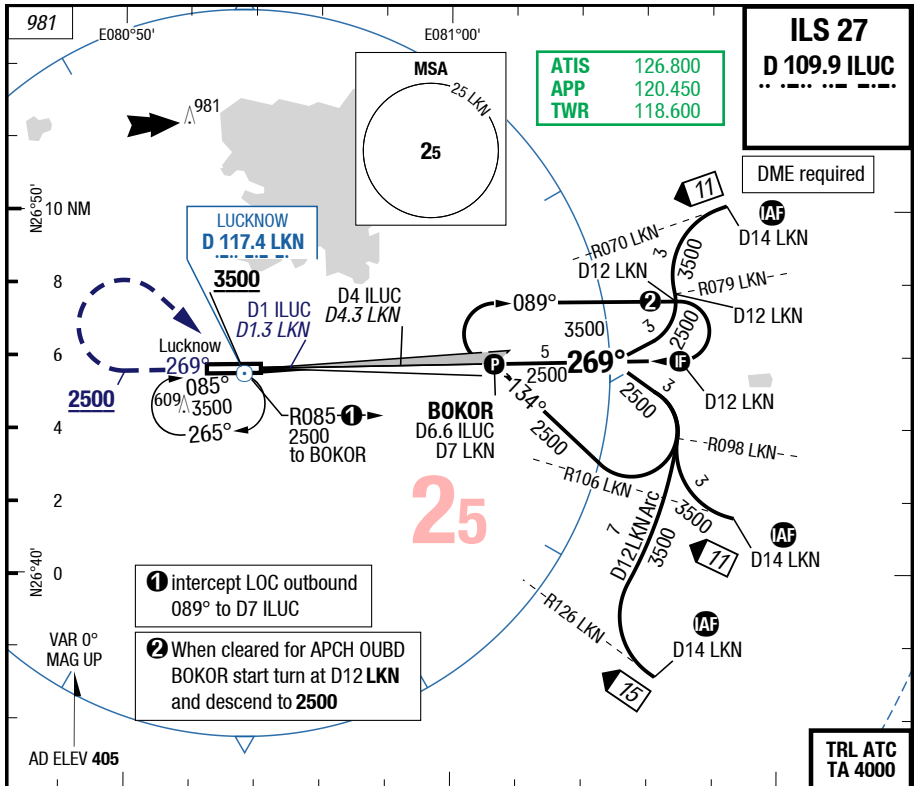 981
E080°50'
E081°00'
ILS 27
D 109.9 ILUC
ATIS 126.800
APP 120.450
TWR 118.600
MSA
25 LKN
25
DME required
981
N26°50'
10 NM
LUCKNOW
D 117.4 LKN
3500
11
IAF
D14 LKN
R070 LKN
D12 LKN
3
3500
R079 LKN
D12 LKN
8
D1 ILUC
D1.3 LKN
D4 ILUC
D4.3 LKN
089°
2
3500
3
2500
6
Lucknow
269°
P
5
2500
269°
IF
D12 LKN
2500
609
085°
3500
265°
R085 1
2500
to BOKOR
BOKOR
D6.6 ILUC
D7 LKN
134°
2500
2500
3
4
R098 LKN
R106 LKN
3
3500
2
25
7
D12 LKN Arc
3500
11
IAF
D14 LKN
N26°40'
0
1 intercept LOC outbound
089° to D7 ILUC
R126 LKN
IAF
D14 LKN
15
2 When cleared for APCH OUBD
BOKOR start turn at D12 LKN
and descend to 2500
VAR 0°
MAG UP
AD ELEV 405
TRL ATC
TA 4000